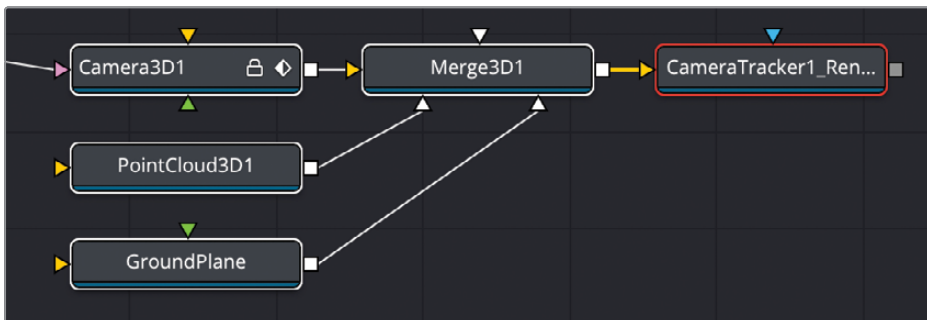 Camera3D1
Merge3D1
CameraTracker1_Ren...
PointCloud3D1
GroundPlane